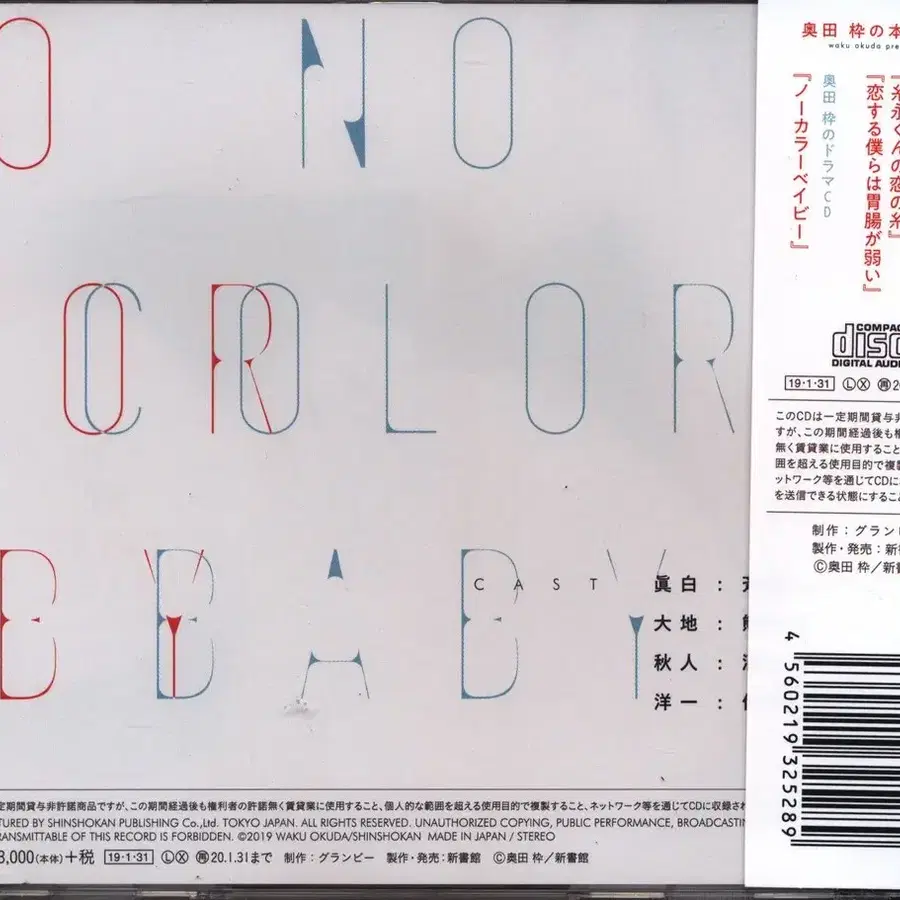 O NO
OR COLOR
BY BABY
CAST
眞白 :
大地 :
秋人 :
洋一 :
定期間貸与非許諾商品ですが、この期間経過後も権利者の許諾無く賃貸業に使用すること、個人的な範囲を超える使用目的で複製すること、ネットワーク等を通じてCDに収録され
TURED BY SHINSHOKAN PUBLISHING Co.,Ltd. TOKYO JAPAN. ALL RIGHTS RESERVED. UNAUTHORIZED COPYING, PUBLIC PERFORMANCE, BROADCASTING
RANSMITTABLE OF THIS RECORD IS FORBIDDEN. ©2019 WAKU OKUDA/SHINSHOKAN MADE IN JAPAN / STEREO
3,000(本体)+税 19·1·31 Ⓛ Ⓧ ㊞20.1.31まで 制作：グランビー 製作・発売：新書館 Ⓒ奥田 枠／新書館
奥田 枠の本
waku okuda pre
『糸永くんの恋の糸』
『恋する僕らは胃腸が弱い』
奥田 枠のドラマCD
『ノーカラーベイビー』
COMPAC
disc
DIGITAL AUDI
19·1·31 Ⓛ Ⓧ
このCDは一定期間貸与非
すが、この期間経過後も権
無く賃貸業に使用すること
囲を超える使用目的で複製
ットワーク等を通じてCDに
を送信できる状態にすること
制作：グラン
製作・発売：新書
Ⓒ奥田 枠／新書
4 560219 325289